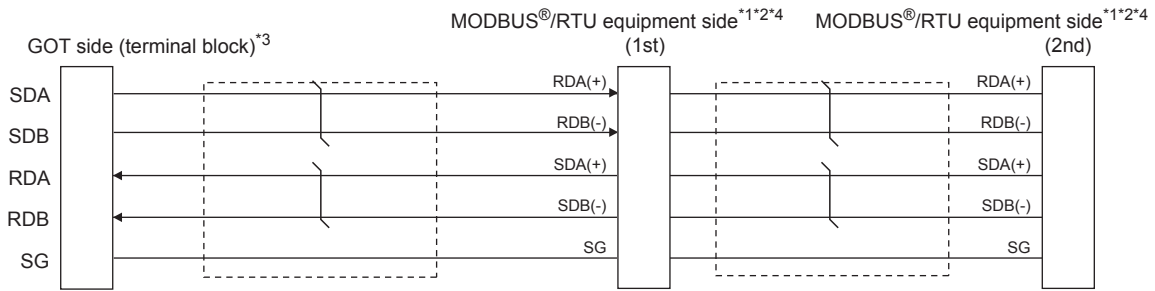 MODBUS®/RTU equipment side*1*2*4
(1st)
MODBUS®/RTU equipment side*1*2*4
(2nd)
GOT side (terminal block)*3
SDA
RDA(+)
RDA(+)
SDB
RDB(-)
RDB(-)
RDA
SDA(+)
SDA(+)
RDB
SDB(-)
SDB(-)
SG
SG
SG